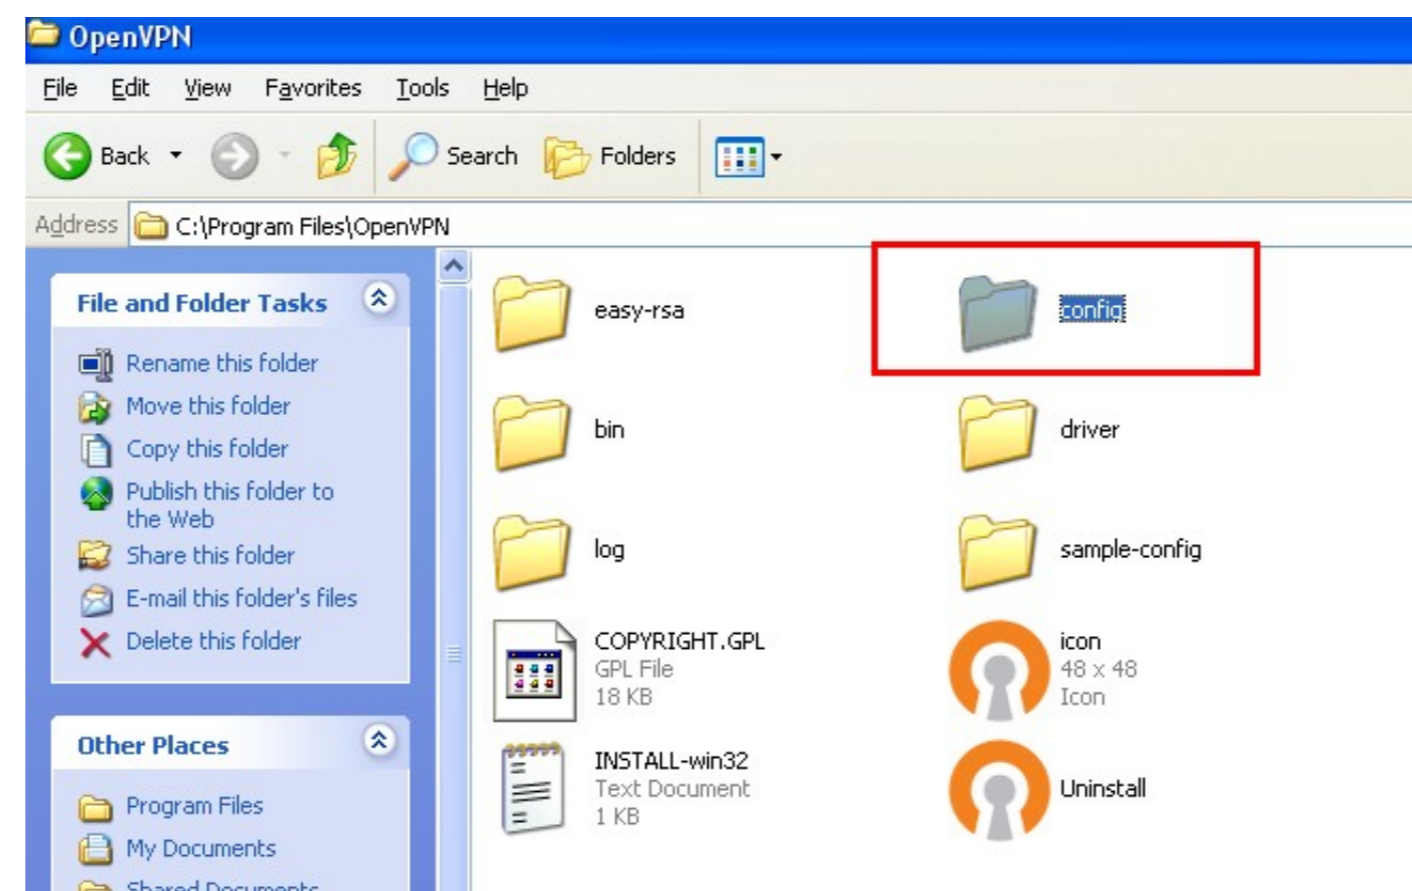 OpenVPN
File Edit View Favorites Tools Help
Back Search Folders
Address C:\Program Files\OpenVPN
File and Folder Tasks
Rename this folder
Move this folder
Copy this folder
Publish this folder to
the Web
Share this folder
E-mail this folder's files
Delete this folder
Other Places
Program Files
My Documents
Shared Documents
easy-rsa
config
bin
driver
log
sample-config
COPYRIGHT.GPL
GPL File
18 KB
icon
48 x 48
Icon
INSTALL-win32
Text Document
1 KB
Uninstall